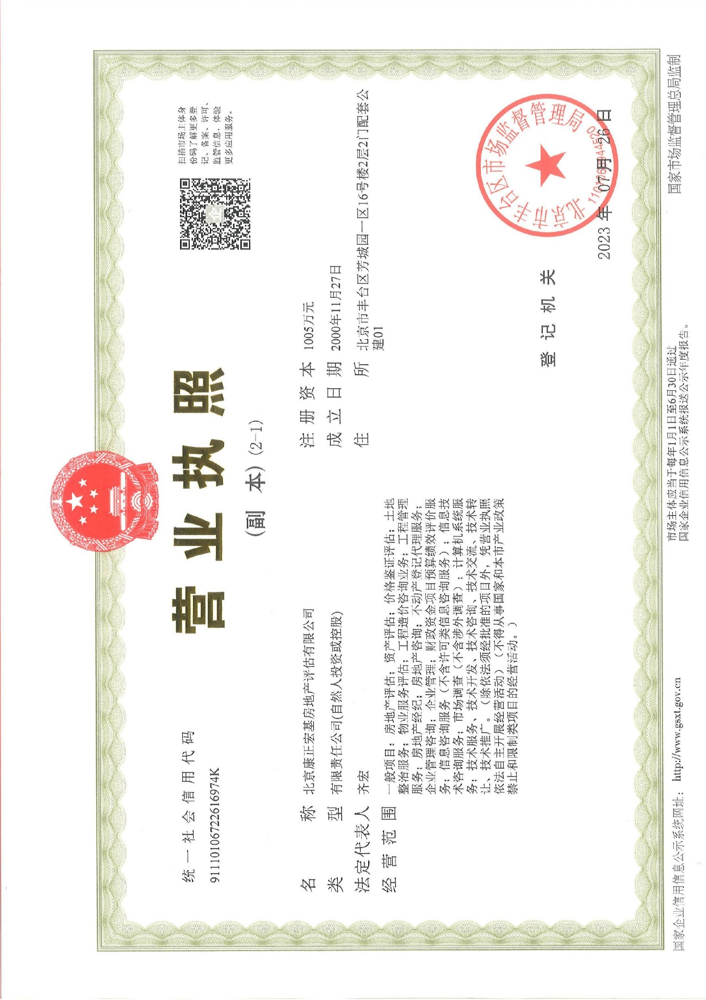 统一社会信用代码
91110106722616974K
营业执照
(副 本) (2-1)
扫描市场主体身
份码了解更多登
记、备案、许可、
监管信息，体验
更多应用服务。
企
名 称 北京康正宏基房地产评估有限公司
类 型 有限责任公司(自然人投资或控股)
法定代表人 齐宏
经营范围 一般项目：房地产评估；资产评估；价格鉴证评估；土地
整治服务；物业服务评估；工程造价咨询业务；工程管理
服务；房地产经纪；房地产咨询；不动产登记代理服务；
企业管理咨询；企业管理；财政资金项目预算绩效评价服
务；信息咨询服务（不含许可类信息咨询服务）；信息技
术咨询服务；市场调查（不含涉外调查）；计算机系统服
务；技术服务、技术开发、技术咨询、技术交流、技术转
让、技术推广。（除依法须经批准的项目外，凭营业执照
依法自主开展经营活动）（不得从事国家和本市产业政策
禁止和限制类项目的经营活动。）
注册资本 1005万元
成立日期 2000年11月27日
住 所 北京市丰台区芳城园一区16号楼2层2门配套公
建01
登记机关
北京市丰台区市场监督管理局
2023年 07月 26日
国家企业信用信息公示系统网址： http://www.gsxt.gov.cn
市场主体应当于每年1月1日至6月30日通过
国家企业信用信息公示系统报送公示年度报告。
国家市场监督管理总局监制